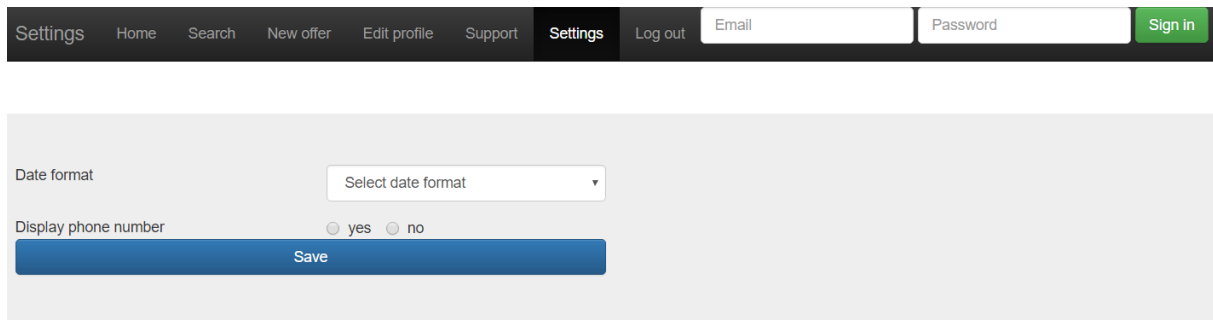 Settings Home Search New offer Edit profile Support Settings Log out Email Password Sign in
Date format Select date format
Display phone number yes no
Save